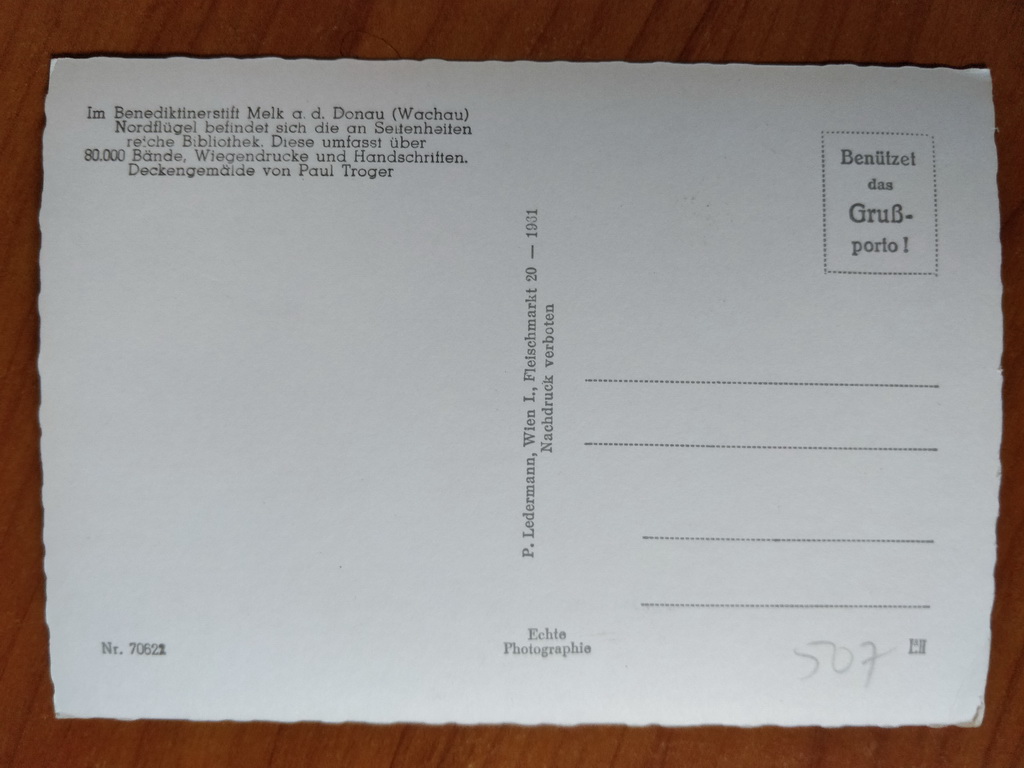 Im Benediktinerstift Melk a. d. Donau (Wachau)
Nordflügel befindet sich die an Seltenheiten
reiche Bibliothek. Diese umfasst über
80.000 Bände, Wiegendrucke und Handschriften.
Deckengemälde von Paul Troger
Benützet
das
Gruß-
porto !
P. Ledermann, Wien I., Fleischmarkt 20 — 1931
Nachdruck verboten
Nr. 70621
Echte
Photographie
507